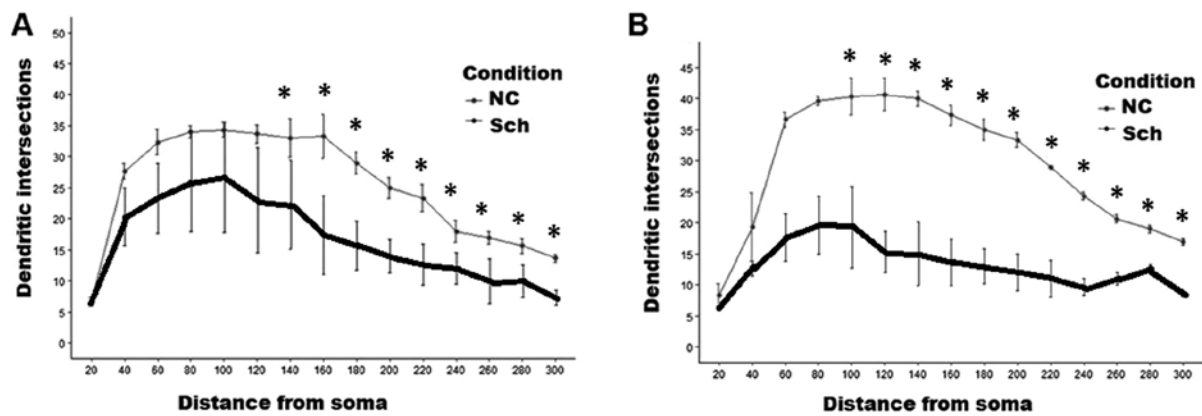 A
Dendritic intersections
50
45
40
35
30
25
20
15
10
5
0
* * * * * * * * *
Condition
NC
Sch
20 40 60 80 100 120 140 160 180 200 220 240 260 280 300
Distance from soma
B
Dendritic intersections
45
40
35
30
25
20
15
10
5
0
* * * * * * * * * * *
Condition
NC
Sch
20 40 60 80 100 120 140 160 180 200 220 240 260 280 300
Distance from soma